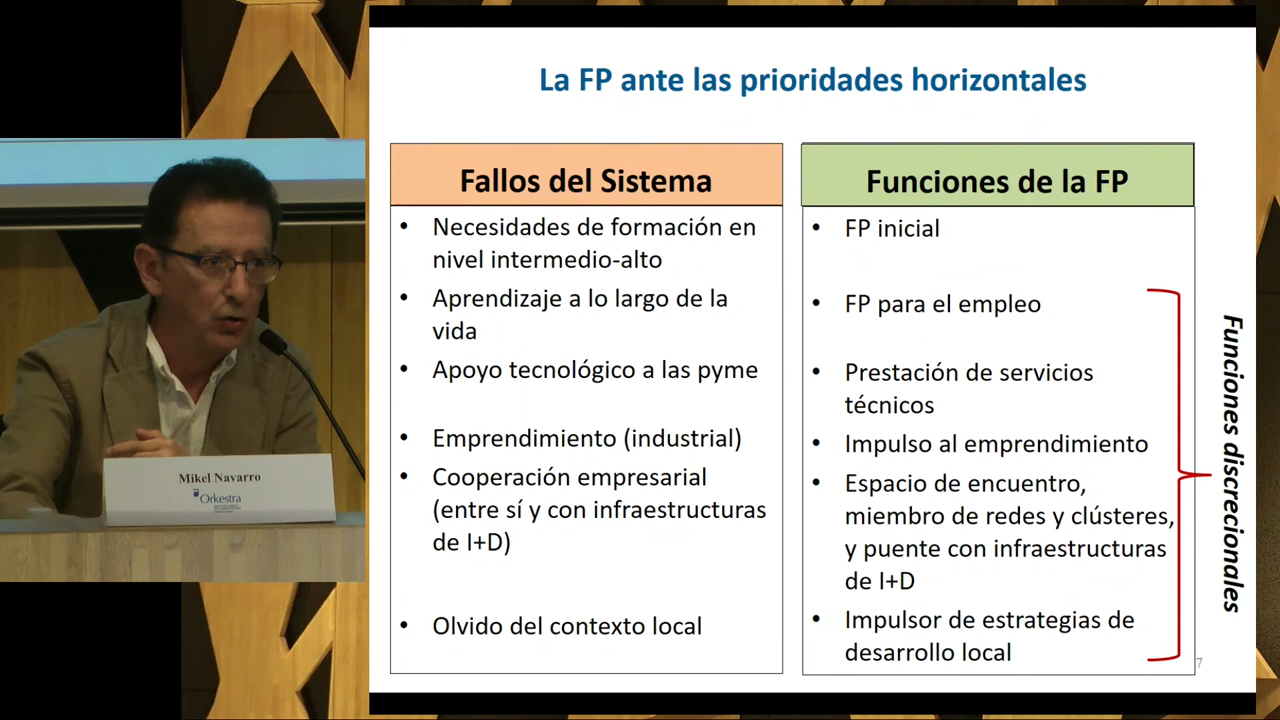 La FP ante las prioridades horizontales
Fallos del Sistema
• Necesidades de formación en
nivel intermedio-alto
• Aprendizaje a lo largo de la
vida
• Apoyo tecnológico a las pyme
• Emprendimiento (industrial)
• Cooperación empresarial
(entre sí y con infraestructuras
de I+D)
• Olvido del contexto local
Funciones de la FP
• FP inicial
• FP para el empleo
• Prestación de servicios
técnicos
• Impulso al emprendimiento
• Espacio de encuentro,
miembro de redes y clústeres,
y puente con infraestructuras
de I+D
• Impulsor de estrategias de
desarrollo local
Funciones discrecionales
7
Mikel Navarro
Orkestra